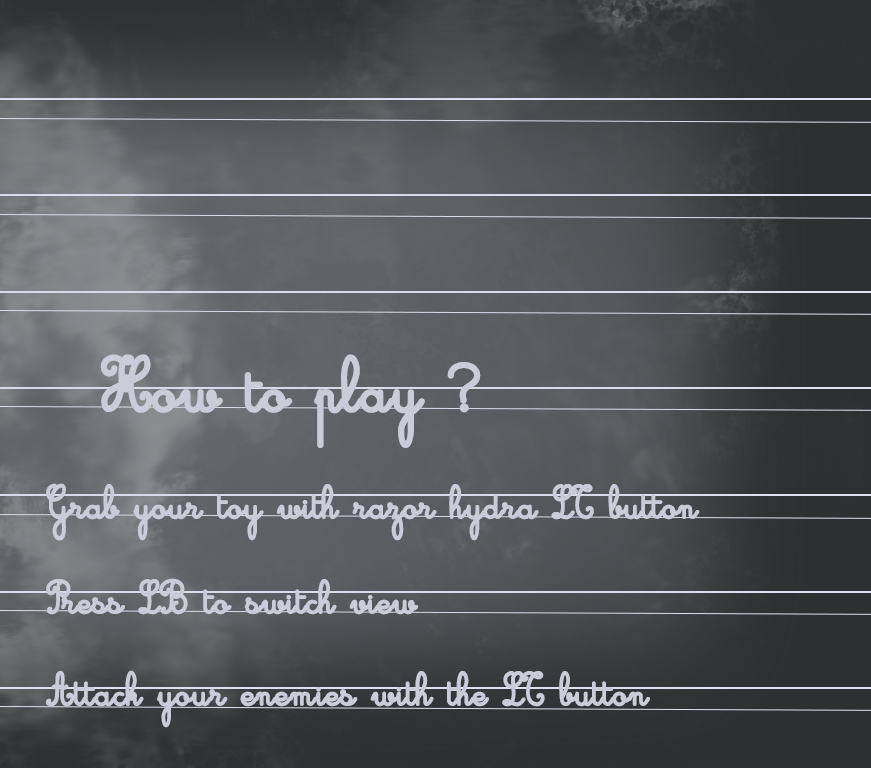 How to play ?
Grab your toy with razor hydra LT button
Press LB to switch view
Attack your enemies with the LT button